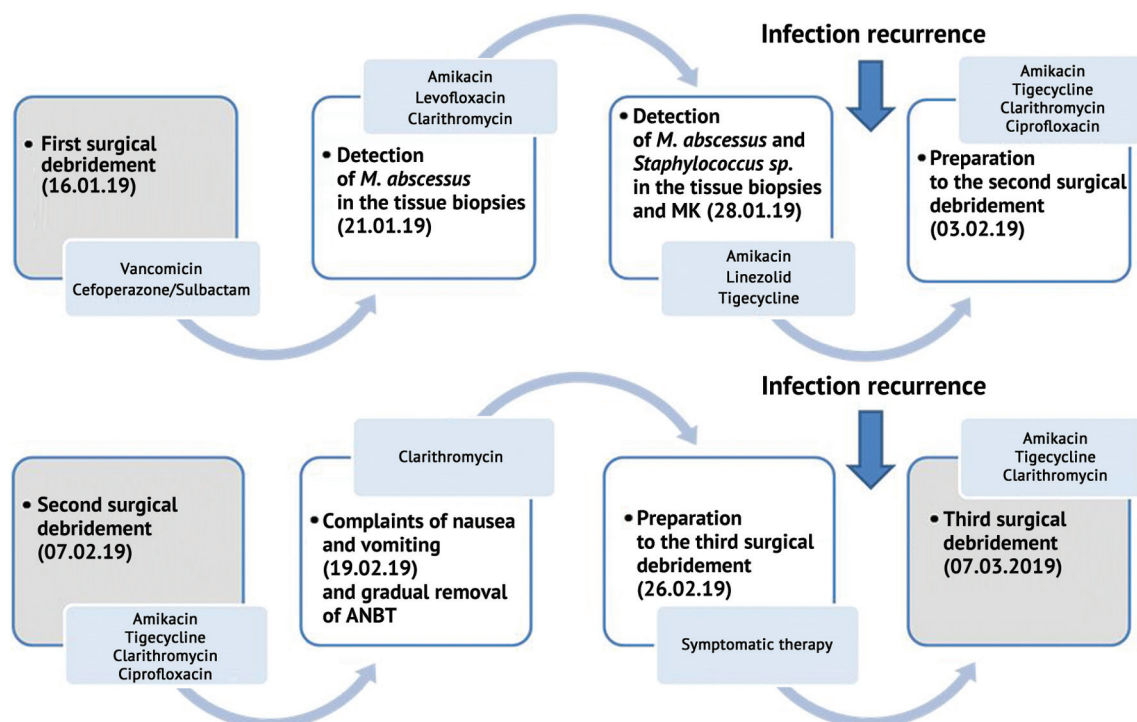 Infection recurrence
• First surgical
debridement
(16.01.19)
Vancomicin
Cefoperazone/Sulbactam
Amikacin
Levofloxacin
Clarithromycin
• Detection
of M. abscessus
in the tissue biopsies
(21.01.19)
• Detection
of M. abscessus and
Staphylococcus sp.
in the tissue biopsies
and MK (28.01.19)
Amikacin
Linezolid
Tigecycline
Amikacin
Tigecycline
Clarithromycin
Ciprofloxacin
• Preparation
to the second surgical
debridement
(03.02.19)
Infection recurrence
• Second surgical
debridement
(07.02.19)
Amikacin
Tigecycline
Clarithromycin
Ciprofloxacin
Clarithromycin
• Complaints of nausea
and vomiting
(19.02.19)
and gradual removal
of ANBT
• Preparation
to the third surgical
debridement
(26.02.19)
Symptomatic therapy
Amikacin
Tigecycline
Clarithromycin
• Third surgical
debridement
(07.03.2019)